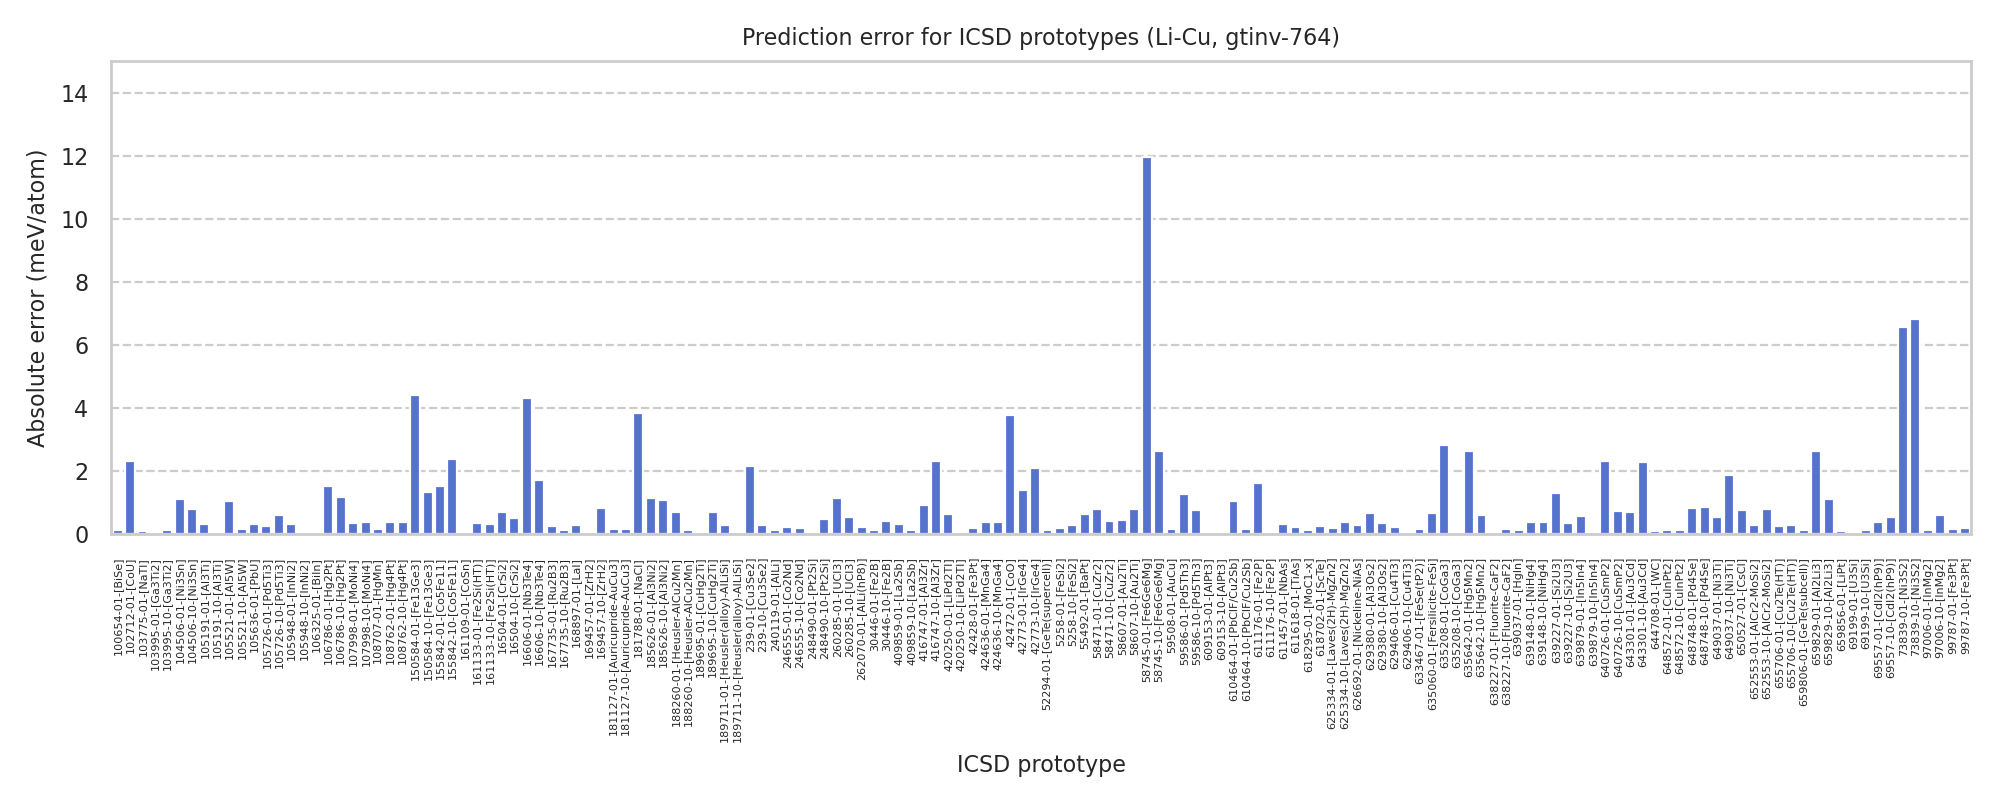 Prediction error for ICSD prototypes (Li-Cu, gtinv-764)
Absolute error (meV/atom)
14
12
10
8
6
4
2
0
100654-01-[BiSe]
102712-01-[CoU]
103775-01-[NaTl]
103995-01-[Ga3Ti2]
103995-10-[Ga3Ti2]
104506-01-[Ni3Sn]
104506-10-[Ni3Sn]
105191-01-[Al3Ti]
105191-10-[Al3Ti]
105521-01-[Al5W]
105521-10-[Al5W]
105636-01-[PbU]
105726-01-[Pd5Ti3]
105726-10-[Pd5Ti3]
105948-01-[InNi2]
105948-10-[InNi2]
106325-01-[BiIn]
106786-01-[Hg2Pt]
106786-10-[Hg2Pt]
107998-01-[MoNi4]
107998-10-[MoNi4]
108707-01-[HgMn]
108762-01-[Hg4Pt]
108762-10-[Hg4Pt]
150584-01-[Fe13Ge3]
150584-10-[Fe13Ge3]
155842-01-[Co5Fe11]
155842-10-[Co5Fe11]
161109-01-[CoSn]
161133-01-[Fe2Si(HT)]
161133-10-[Fe2Si(HT)]
16504-01-[CrSi2]
16504-10-[CrSi2]
16606-01-[Nb3Te4]
16606-10-[Nb3Te4]
167735-01-[Ru2B3]
167735-10-[Ru2B3]
168897-01-[LaI]
169457-01-[ZrH2]
169457-10-[ZrH2]
181127-01-[Auricupride-AuCu3]
181127-10-[Auricupride-AuCu3]
181788-01-[NaCl]
185626-01-[Al3Ni2]
185626-10-[Al3Ni2]
188260-01-[Heusler-AlCu2Mn]
188260-10-[Heusler-AlCu2Mn]
189695-01-[CuHg2Ti]
189695-10-[CuHg2Ti]
189711-01-[Heusler(alloy)-AlLiSi]
189711-10-[Heusler(alloy)-AlLiSi]
239-01-[Cu3Se2]
239-10-[Cu3Se2]
240119-01-[AlLi]
246555-01-[Co2Nd]
246555-10-[Co2Nd]
248490-01-[Pt2Si]
248490-10-[Pt2Si]
260285-01-[UCl3]
260285-10-[UCl3]
262070-01-[AlLi(hP8)]
30446-01-[Fe2B]
30446-10-[Fe2B]
409859-01-[La2Sb]
409859-10-[La2Sb]
416747-01-[Al3Zr]
416747-10-[Al3Zr]
420250-01-[LiPd2Tl]
420250-10-[LiPd2Tl]
42428-01-[Fe3Pt]
424636-01-[MnGa4]
424636-10-[MnGa4]
42472-01-[CoO]
42773-01-[IrGe4]
42773-10-[IrGe4]
52294-01-[GeTe(supercell)]
5258-01-[FeSi2]
5258-10-[FeSi2]
55492-01-[BaPt]
58471-01-[CuZr2]
58471-10-[CuZr2]
58607-01-[Au2Ti]
58607-10-[Au2Ti]
58745-01-[Fe6Ge6Mg]
58745-10-[Fe6Ge6Mg]
59508-01-[AuCu]
59586-01-[Pd5Th3]
59586-10-[Pd5Th3]
609153-01-[AlPt3]
609153-10-[AlPt3]
610464-01-[PbClF/Cu2Sb]
610464-10-[PbClF/Cu2Sb]
611176-01-[Fe2P]
611176-10-[Fe2P]
611457-01-[NbAs]
611618-01-[TiAs]
618295-01-[MoC1-x]
618702-01-[ScTe]
625334-01-[Laves(2H)-MgZn2]
625334-10-[Laves(2H)-MgZn2]
626692-01-[Nickeline-NiAs]
629380-01-[Al3Os2]
629380-10-[Al3Os2]
629406-01-[Cu4Ti3]
629406-10-[Cu4Ti3]
633467-01-[FeSe(tP2)]
635060-01-[Fersilicite-FeSi]
635208-01-[CoGa3]
635208-10-[CoGa3]
635642-01-[Hg5Mn2]
635642-10-[Hg5Mn2]
638227-01-[Fluorite-CaF2]
638227-10-[Fluorite-CaF2]
639037-01-[HgIn]
639148-01-[NiHg4]
639148-10-[NiHg4]
639227-01-[Si2U3]
639227-10-[Si2U3]
639879-01-[In5In4]
639879-10-[In5In4]
640726-01-[CuSmP2]
640726-10-[CuSmP2]
643301-01-[Au3Cd]
643301-10-[Au3Cd]
644708-01-[WC]
648572-01-[CuInPt2]
648572-10-[CuInPt2]
648748-01-[Pd4Se]
648748-10-[Pd4Se]
649037-01-[Ni3Ti]
649037-10-[Ni3Ti]
650527-01-[CsCl]
652553-01-[AlCr2-MoSi2]
652553-10-[AlCr2-MoSi2]
655706-01-[Cu2Te(HT)]
655706-10-[Cu2Te(HT)]
659806-01-[GeTe(subcell)]
659829-01-[Al2Li3]
659829-10-[Al2Li3]
659856-01-[LiPt]
69199-01-[U3Si]
69199-10-[U3Si]
69557-01-[CdI2(hP9)]
69557-10-[CdI2(hP9)]
73839-01-[Ni3S2]
73839-10-[Ni3S2]
97006-01-[InMg2]
97006-10-[InMg2]
99787-01-[Fe3Pt]
99787-10-[Fe3Pt]
ICSD prototype